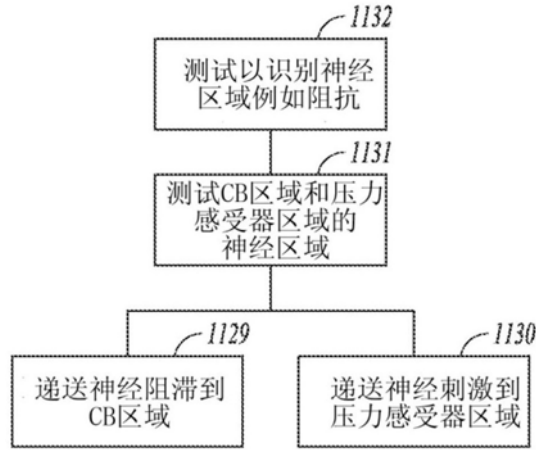 1132
测试以识别神经
区域例如阻抗
1131
测试CB区域和压力
感受器区域的
神经区域
1129
递送神经阻滞到
CB区域
1130
递送神经刺激到
压力感受器区域